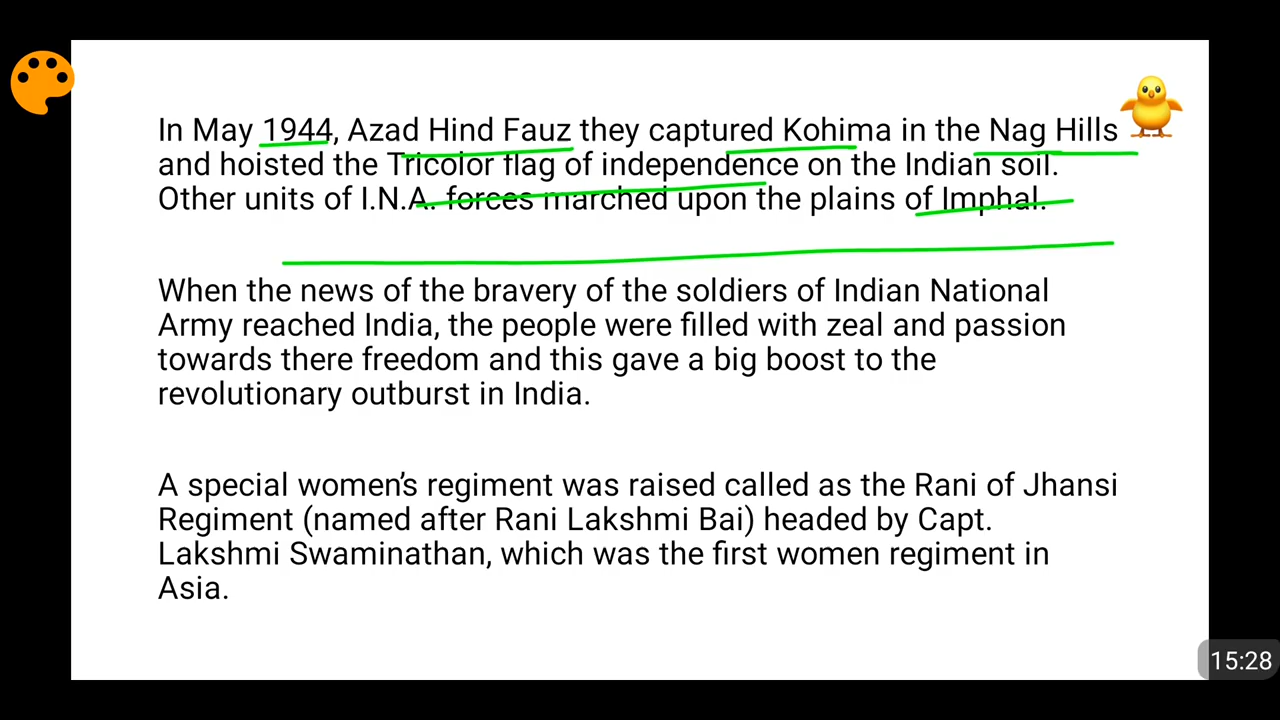 In May 1944, Azad Hind Fauz they captured Kohima in the Nag Hills
and hoisted the Tricolor flag of independence on the Indian soil.
Other units of I.N.A. forces marched upon the plains of Imphal.
When the news of the bravery of the soldiers of Indian National
Army reached India, the people were filled with zeal and passion
towards there freedom and this gave a big boost to the
revolutionary outburst in India.
A special women's regiment was raised called as the Rani of Jhansi
Regiment (named after Rani Lakshmi Bai) headed by Capt.
Lakshmi Swaminathan, which was the first women regiment in
Asia.
15:28